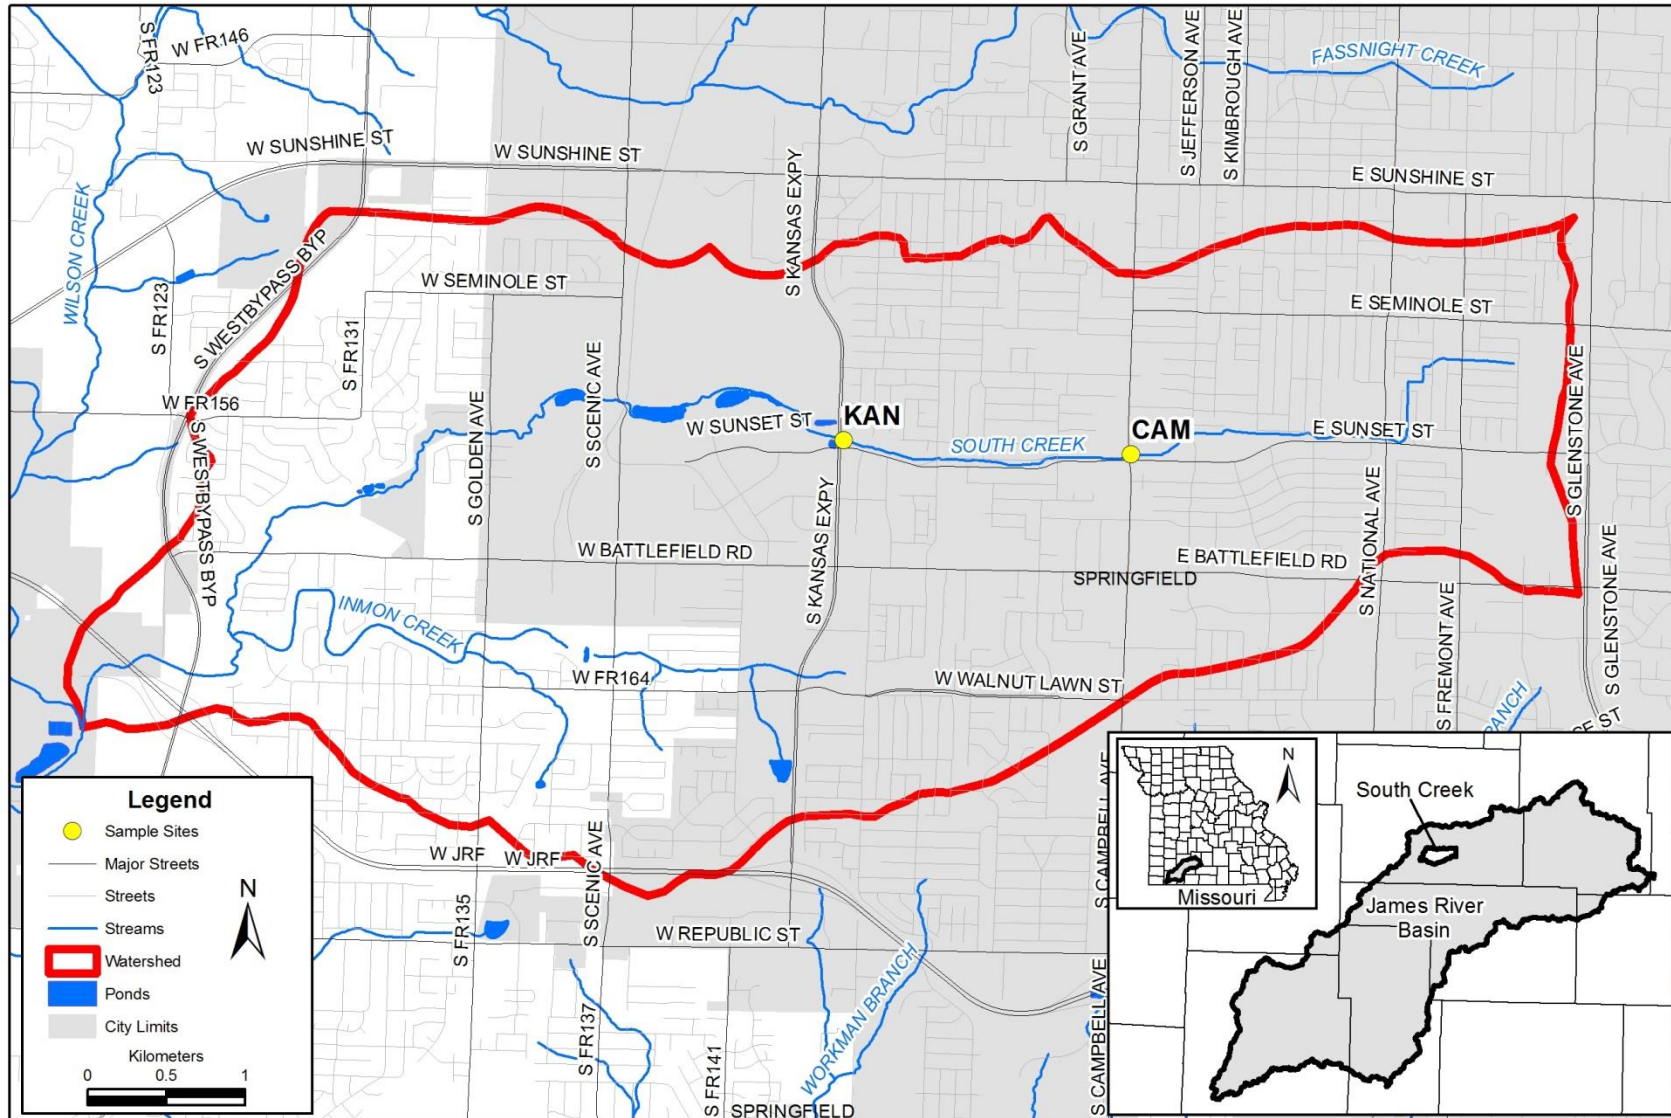 S FR123
W FR146
S GRANT AVE
S JEFFERSON AVE
S KIMBROUGH AVE
FASSNIGHT CREEK
W SUNSHINE ST
W SUNSHINE ST
E SUNSHINE ST
WILSON CREEK
S KANSAS EXPY
S WESTBYPASS BYP
S FR123
W SEMINOLE ST
E SEMINOLE ST
S FR131
S SCENIC AVE
S GLENSTONE AVE
W FR156
S GOLDEN AVE
W SUNSET ST
KAN
CAM
SOUTH CREEK
E SUNSET ST
S WESTBYPASS BYP
S KANSAS EXPY
W BATTLEFIELD RD
E BATTLEFIELD RD
SPRINGFIELD
S NATIONAL AVE
S FREMONT AVE
S GLENSTONE AVE
INMON CREEK
W FR164
W WALNUT LAWN ST
S CAMPBELL AVE
W JRF
W JRF
S SCENIC AVE
S FR135
W REPUBLIC ST
WORKMAN BRANCH
S FR137
S FR141
SPRINGFIELD
S CAMPBELL AVE
Legend
Sample Sites
Major Streets
Streets
Streams
Watershed
Ponds
City Limits
Kilometers
0 0.5 1
N
N
Missouri
South Creek
James River
Basin